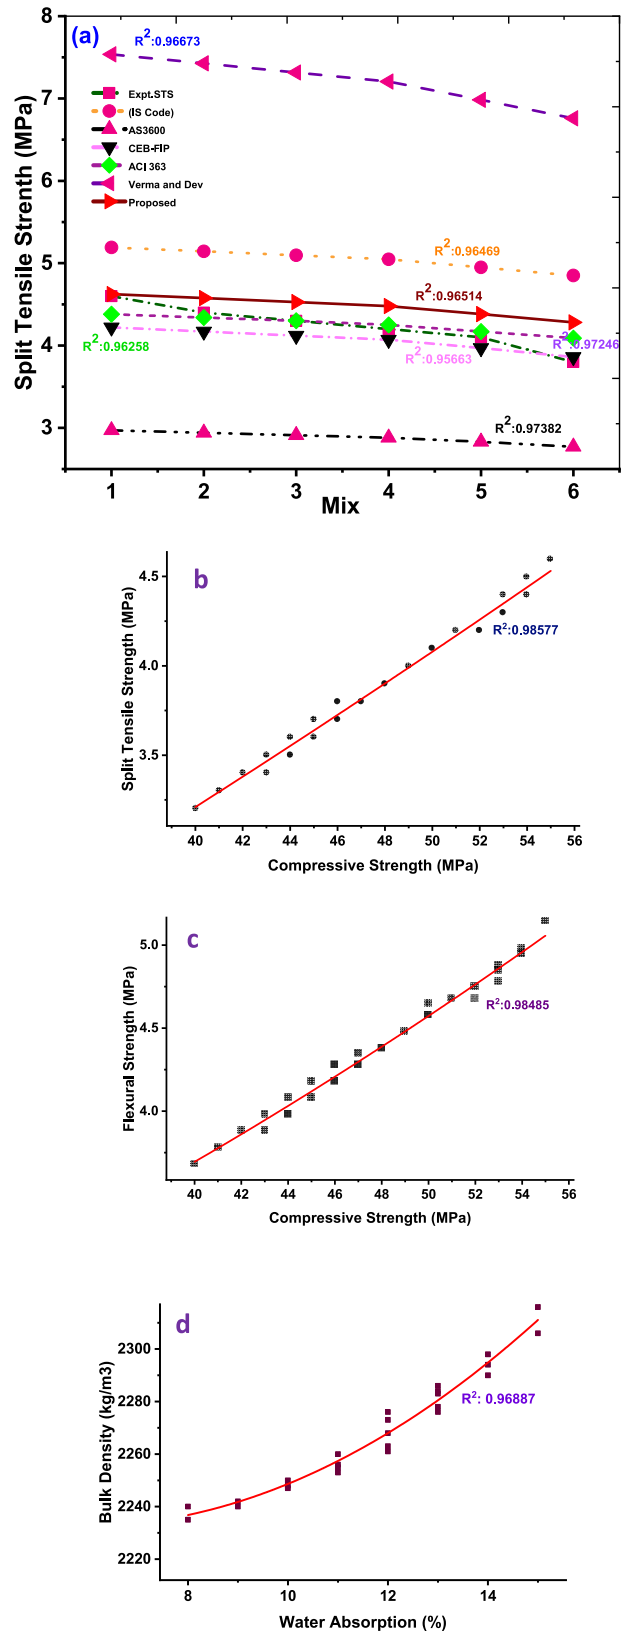 (a)
R2:0.96673
Expt.STS
(IS Code)
AS3600
CEB-FIP
ACI 363
Verma and Dev
Proposed
R2:0.96469
R2:0.96514
R2:0.96258
R2:0.95663
R2:0.97246
R2:0.97382
8
7
6
5
4
3
Split Tensile Strenth (MPa)
1 2 3 4 5 6
Mix
b
R2:0.98577
4.5
4.0
3.5
Split Tensile Strength (MPa)
40 42 44 46 48 50 52 54 56
Compressive Strength (MPa)
c
R2:0.98485
5.0
4.5
4.0
Flexural Strength (MPa)
40 42 44 46 48 50 52 54 56
Compressive Strength (MPa)
d
R2: 0.96887
2300
2280
2260
2240
2220
Bulk Density (kg/m3)
8 10 12 14
Water Absorption (%)